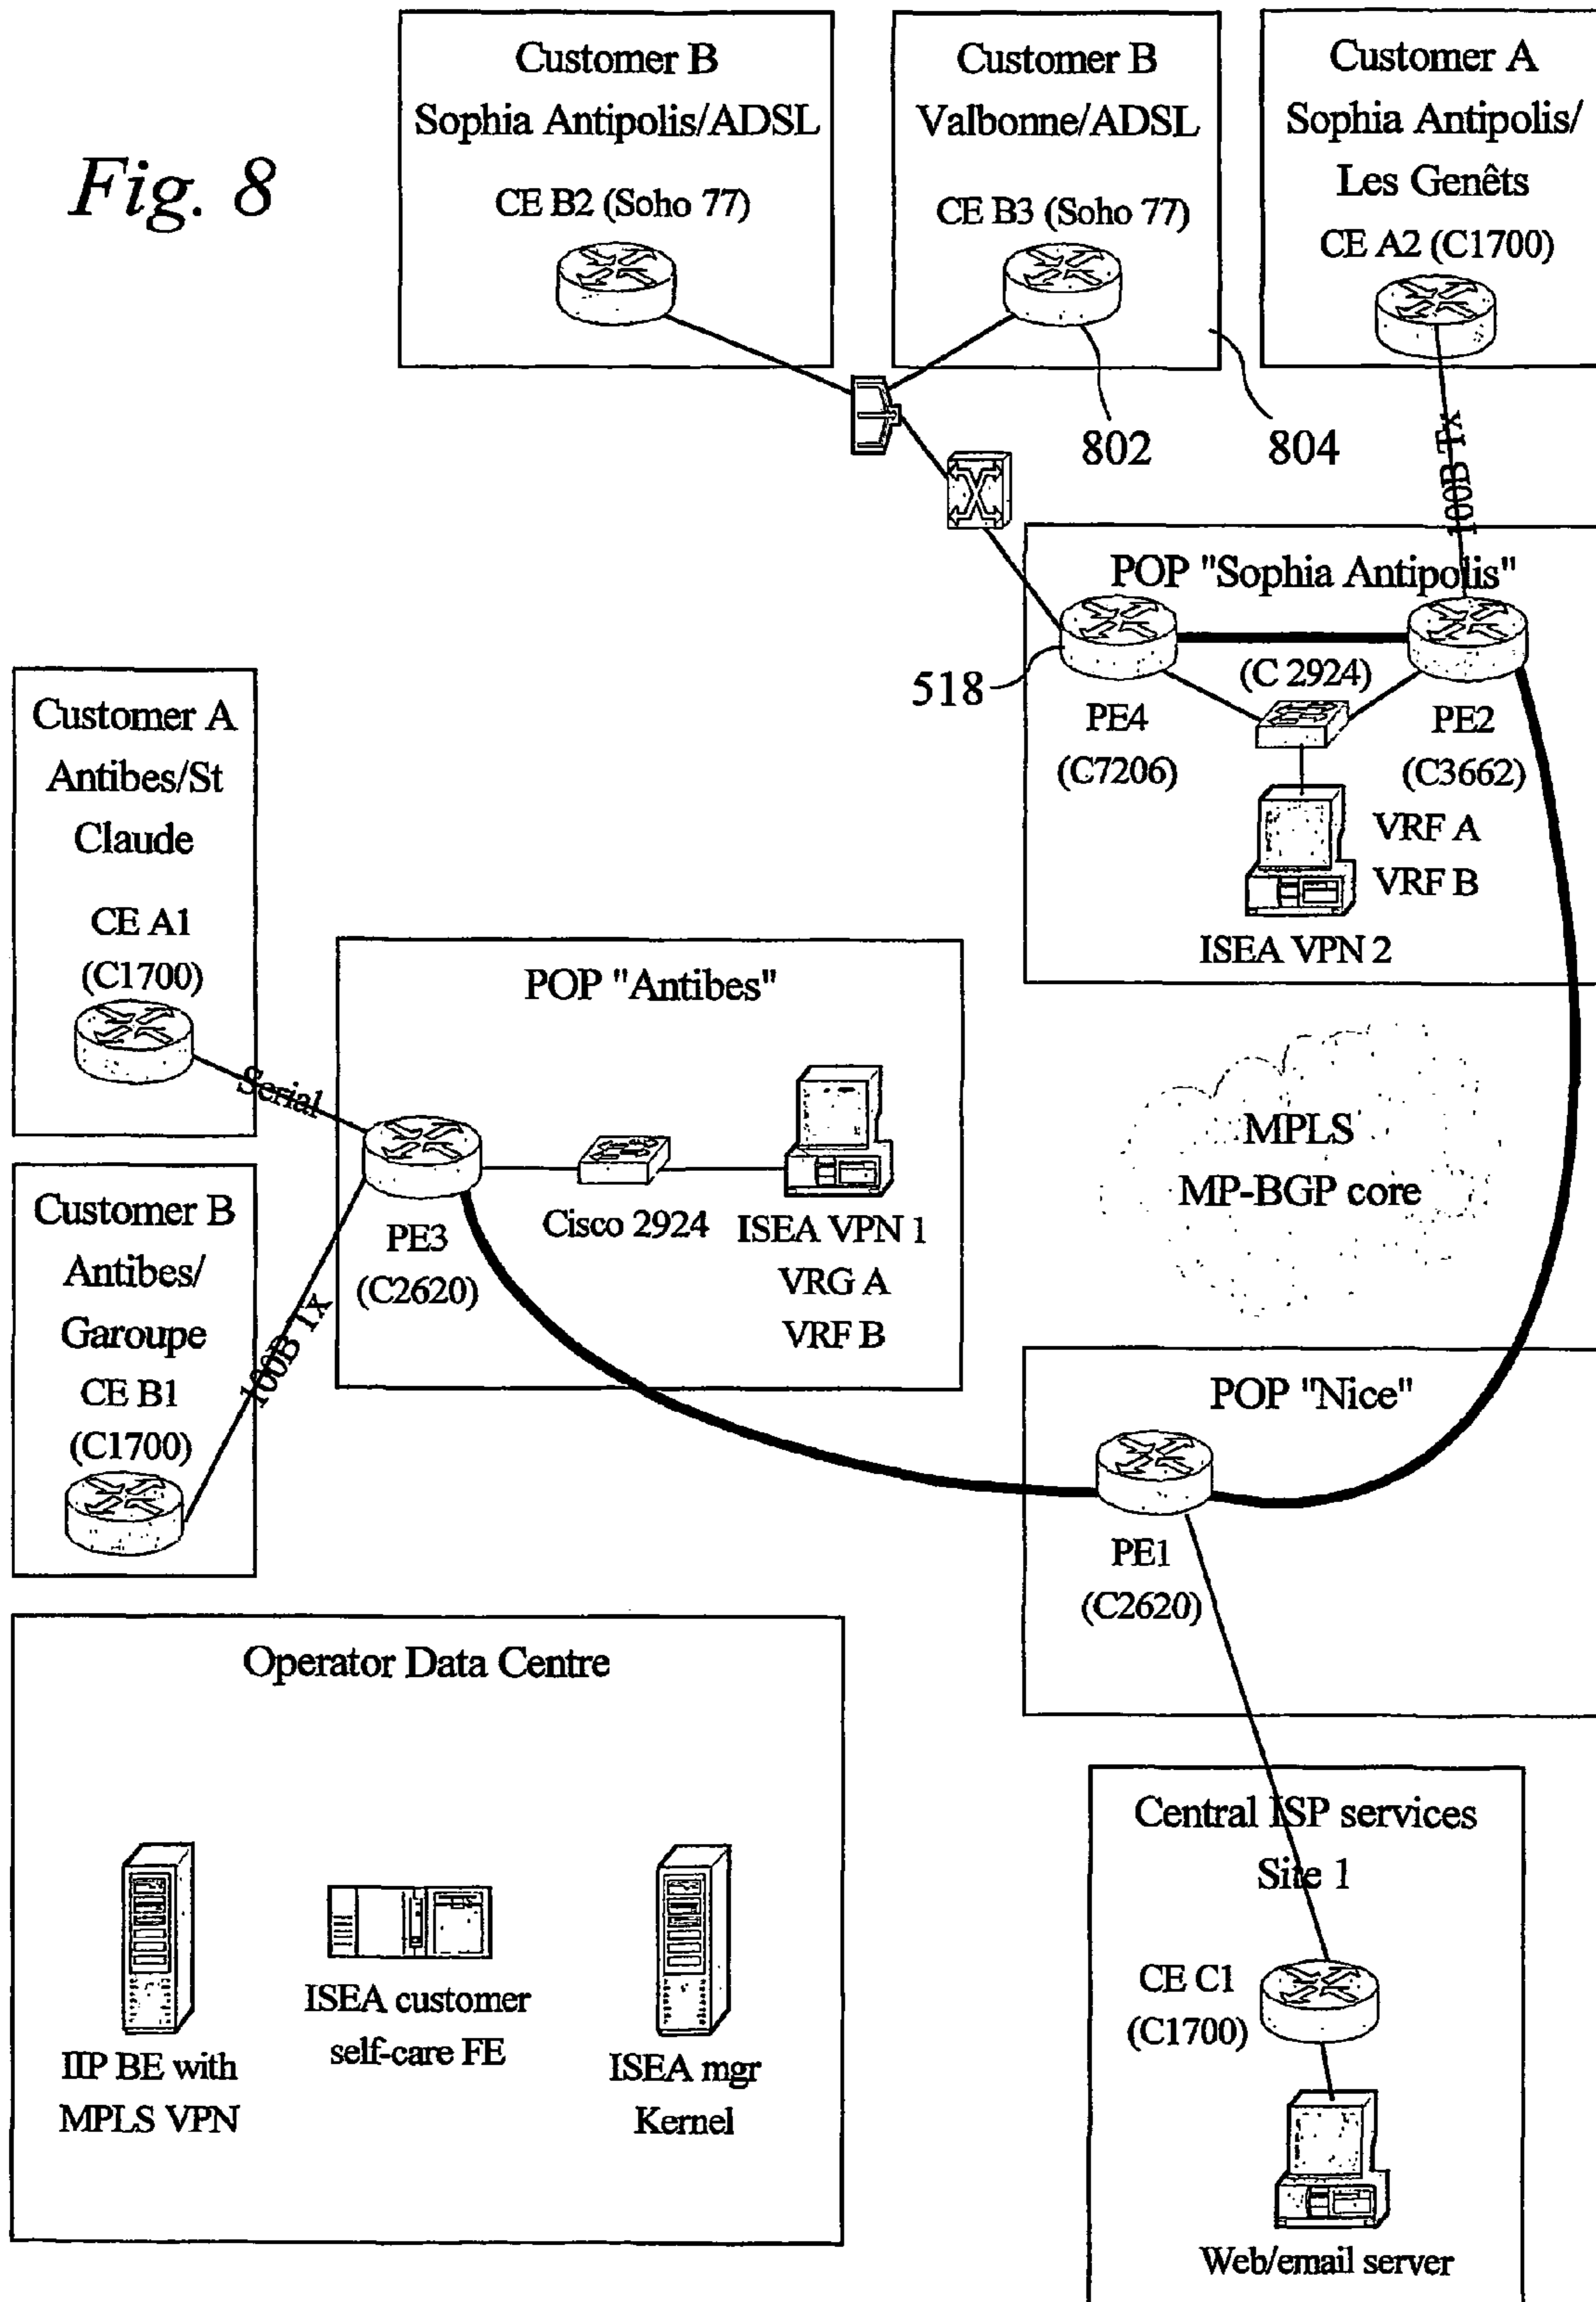 Fig. 8
Customer B
Sophia Antipolis/ADSL
CE B2 (Soho 77)
Customer B
Valbonne/ADSL
CE B3 (Soho 77)
Customer A
Sophia Antipolis/
Les Genêts
CE A2 (C1700)
802
804
100B Tx
POP "Sophia Antipolis"
518
(C 2924)
PE4
(C7206)
PE2
(C3662)
VRF A
VRF B
ISEA VPN 2
Customer A
Antibes/St
Claude
CE A1
(C1700)
Serial
POP "Antibes"
PE3
(C2620)
Cisco 2924
ISEA VPN 1
VRG A
VRF B
MPLS
MP-BGP core
Customer B
Antibes/
Garoupe
CE B1
(C1700)
100B Tx
POP "Nice"
PE1
(C2620)
Operator Data Centre
IIP BE with
MPLS VPN
ISEA customer
self-care FE
ISEA mgr
Kernel
Central ISP services
Site 1
CE C1
(C1700)
Web/email server